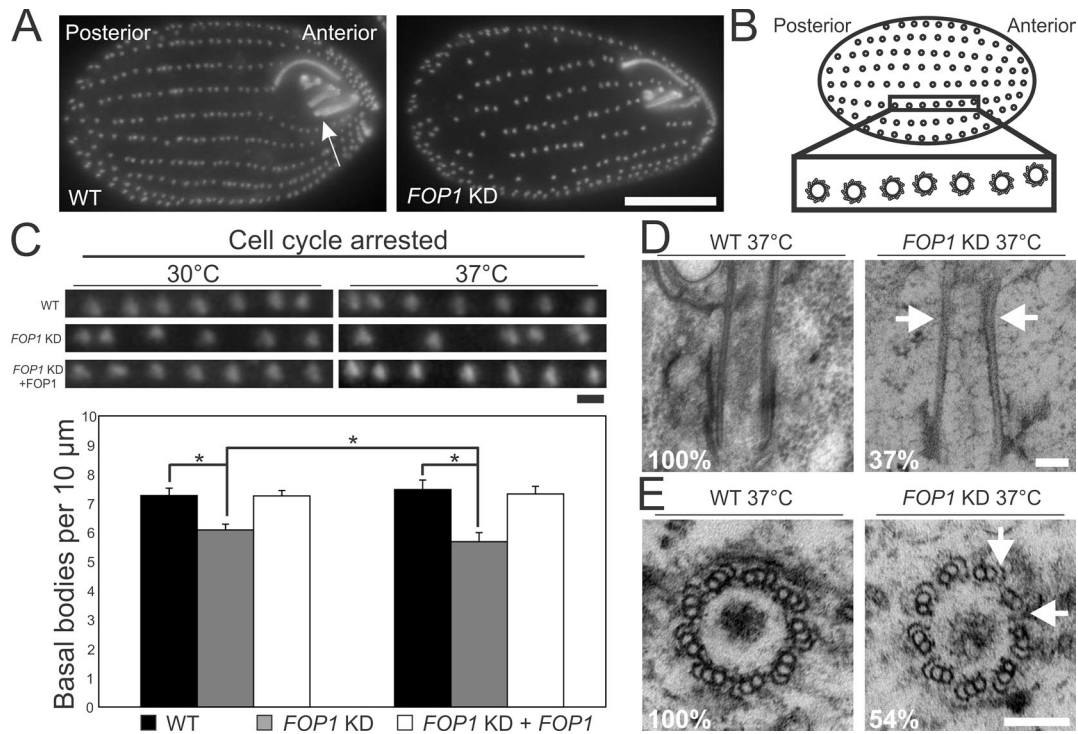 A
Posterior
Anterior
WT
FOP1 KD
B
Posterior
Anterior
C
Cell cycle arrested
30°C
37°C
WT
FOP1 KD
FOP1 KD
+FOP1
Basal bodies per 10 µm
10
9
8
7
6
5
4
3
2
1
0
*
*
*
WT
FOP1 KD
FOP1 KD + FOP1
D
WT 37°C
FOP1 KD 37°C
100%
37%
E
WT 37°C
FOP1 KD 37°C
100%
54%